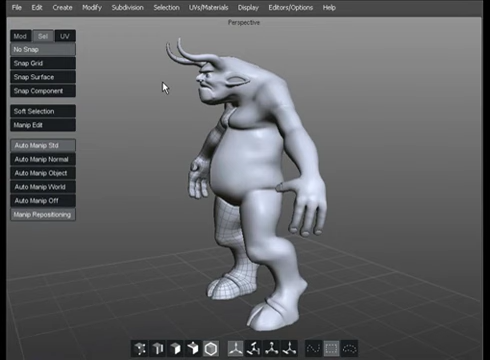 File Edit Create Modify Subdivision Selection UVs/Materials Display Editors/Options Help
Perspective
Mod Sel UV
No Snap
Snap Grid
Snap Surface
Snap Component
Soft Selection
Manip Edit
Auto Manip Std
Auto Manip Normal
Auto Manip Object
Auto Manip World
Auto Manip Off
Manip Repositioning